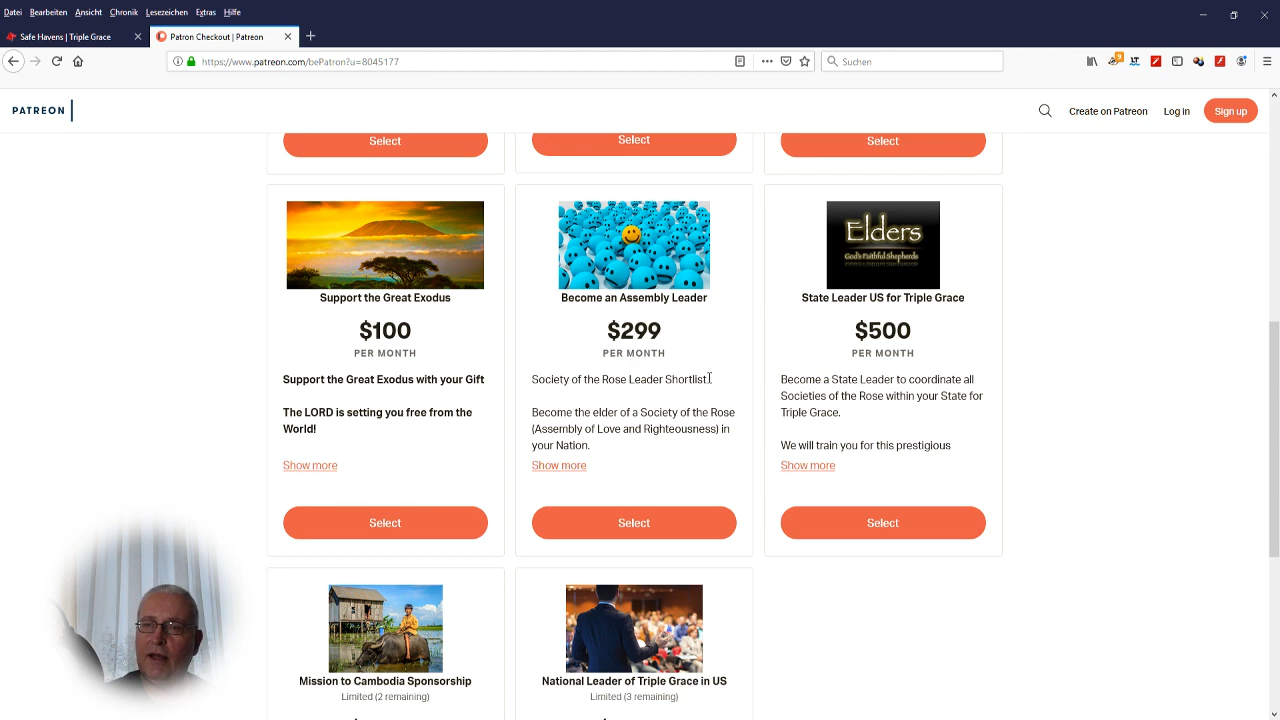 Datei Bearbeiten Ansicht Chronik Lesezeichen Extras Hilfe
Safe Havens | Triple Grace
Patron Checkout | Patreon
https://www.patreon.com/bePatron?u=8045177
Suchen
PATREON
Create on Patreon
Log in
Sign up
Select
Select
Select
Support the Great Exodus
$100
PER MONTH
Support the Great Exodus with your Gift
The LORD is setting you free from the
World!
Show more
Select
Become an Assembly Leader
$299
PER MONTH
Society of the Rose Leader Shortlist
Become the elder of a Society of the Rose
(Assembly of Love and Righteousness) in
your Nation.
Show more
Select
Elders
God's Faithful Shepherds
State Leader US for Triple Grace
$500
PER MONTH
Become a State Leader to coordinate all
Societies of the Rose within your State for
Triple Grace.
We will train you for this prestigious
Show more
Select
Mission to Cambodia Sponsorship
Limited (2 remaining)
National Leader of Triple Grace in US
Limited (3 remaining)